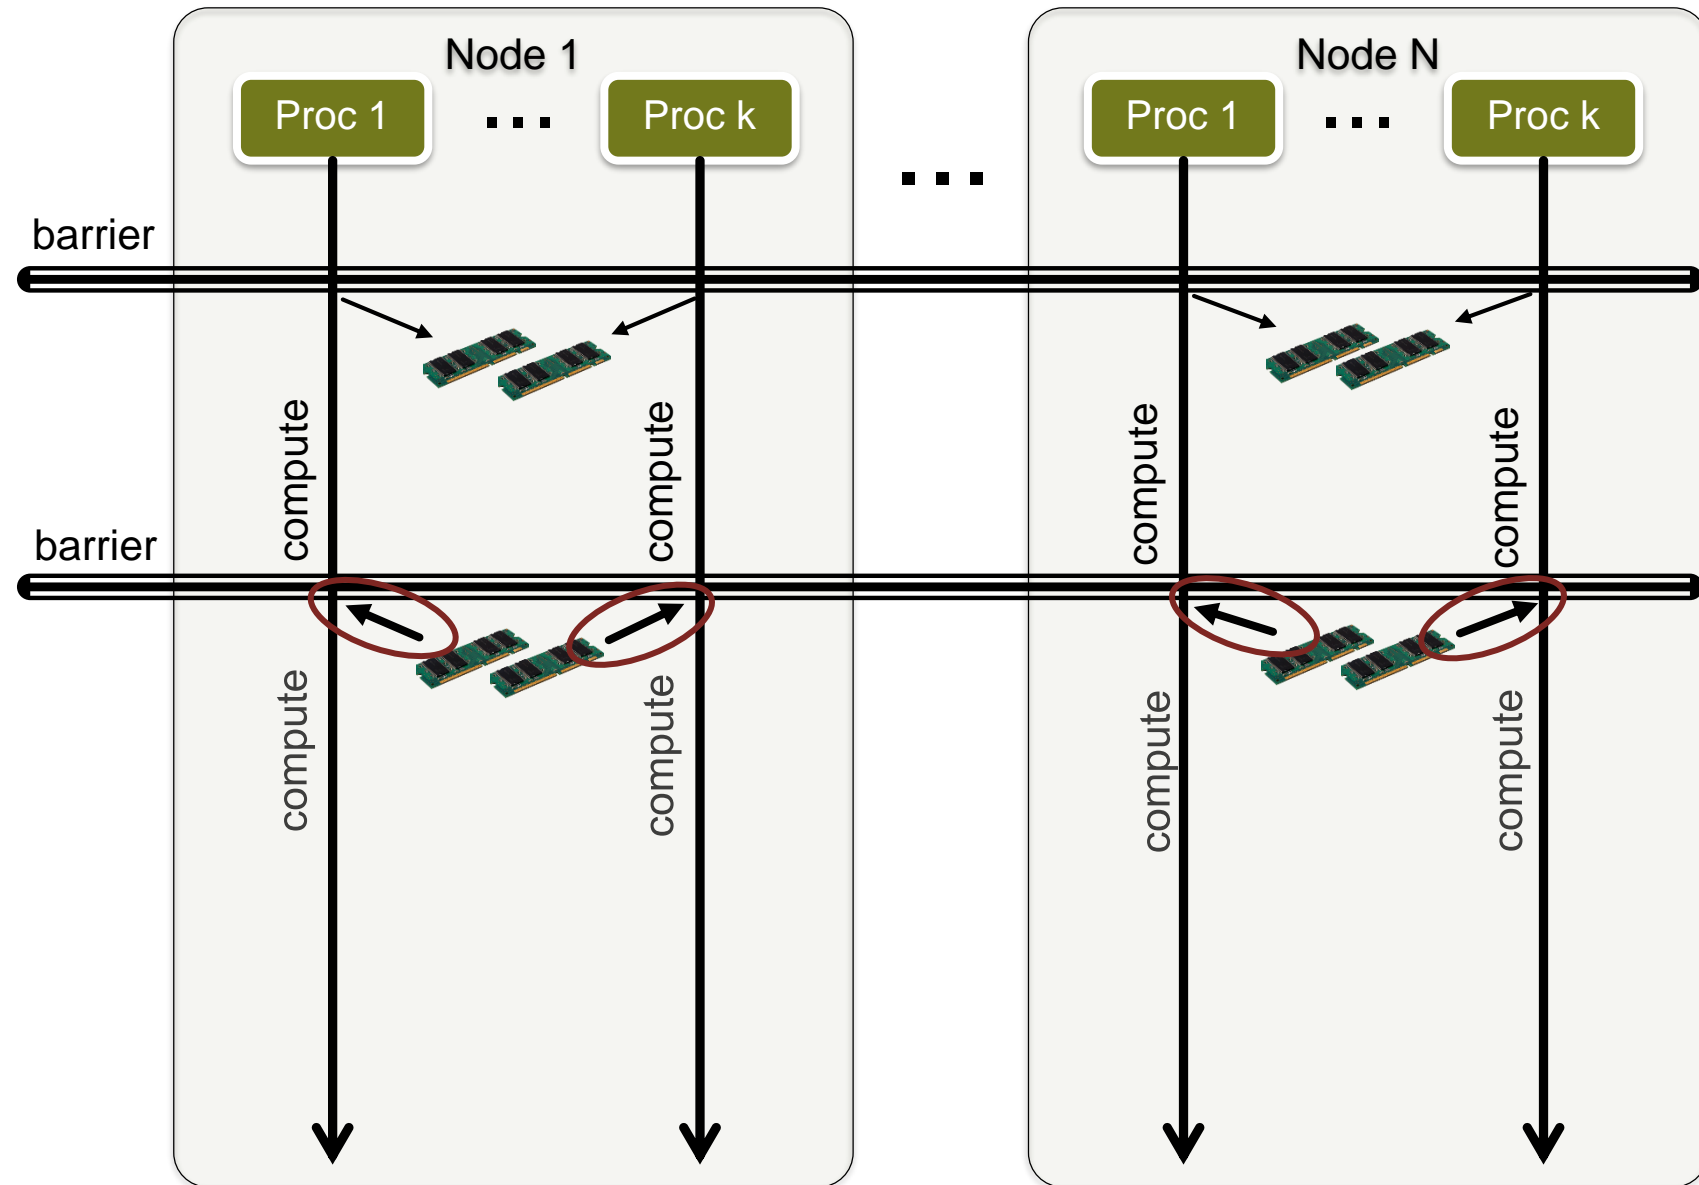 Node 1
Node N
Proc 1
...
Proc k
...
Proc 1
...
Proc k
barrier
compute
compute
compute
compute
barrier
compute
compute
compute
compute